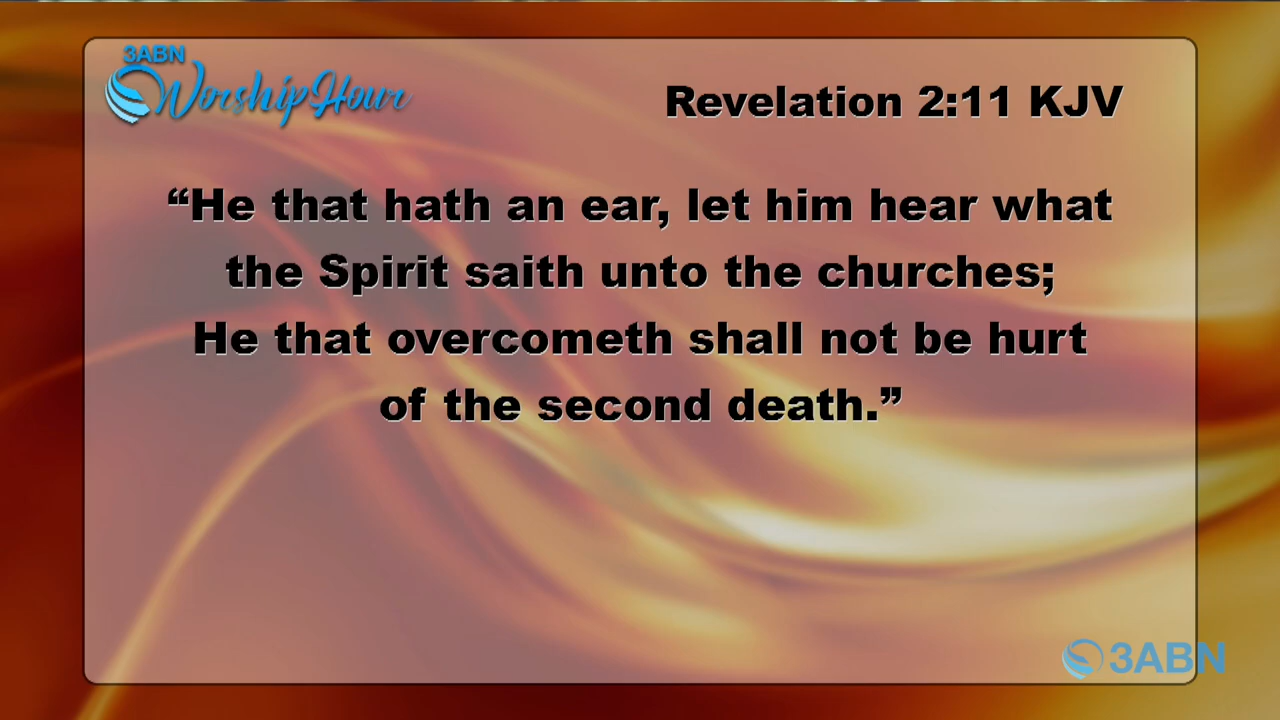 3ABN
Worship Hour
Revelation 2:11 KJV
“He that hath an ear, let him hear what
the Spirit saith unto the churches;
He that overcometh shall not be hurt
of the second death.”
3ABN